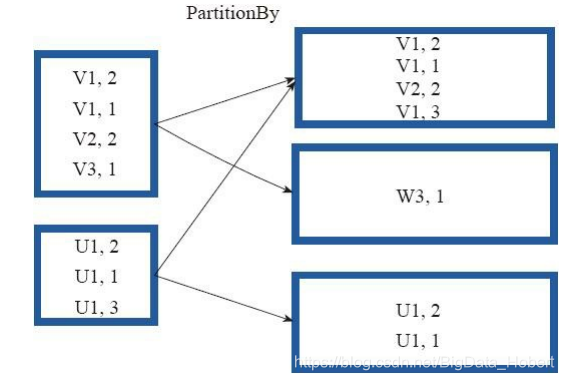 PartitionBy
V1, 2
V1, 1
V2, 2
V3, 1
U1, 2
U1, 1
U1, 3
V1, 2
V1, 1
V2, 2
V1, 3
W3, 1
U1, 2
U1, 1
https://blog.csdn.net/BigData_Hobert